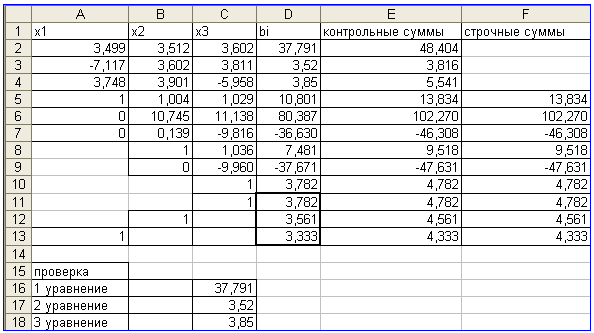 A B C D E F
1 x1 x2 x3 bi контрольные суммы строчные суммы
2 3,499 3,512 3,602 37,791 48,404
3 -7,117 3,602 3,811 3,52 3,816
4 3,748 3,901 -5,958 3,85 5,541
5 1 1,004 1,029 10,801 13,834 13,834
6 0 10,745 11,138 80,387 102,270 102,270
7 0 0,139 -9,816 -36,630 -46,308 -46,308
8 1 1,036 7,481 9,518 9,518
9 0 -9,960 -37,671 -47,631 -47,631
10 1 3,782 4,782 4,782
11 1 3,782 4,782 4,782
12 1 3,561 4,561 4,561
13 1 3,333 4,333 4,333
14
15 проверка
16 1 уравнение 37,791
17 2 уравнение 3,52
18 3 уравнение 3,85